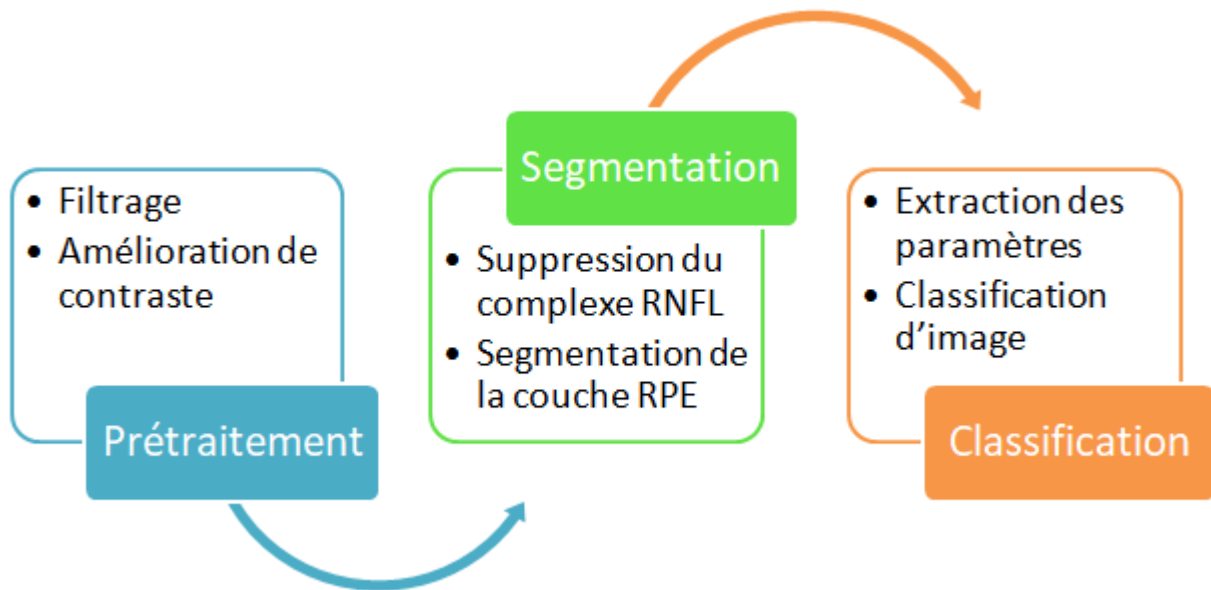 • Filtrage
• Amélioration de
contraste
Prétraitement
Segmentation
• Suppression du
complexe RNFL
• Segmentation de
la couche RPE
• Extraction des
paramètres
• Classification
d’image
Classification